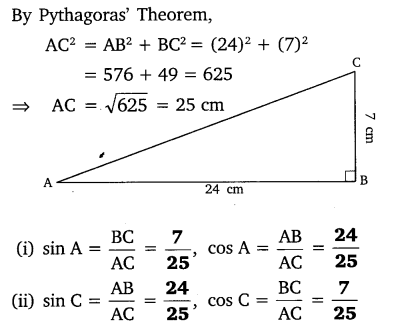 By Pythagoras' Theorem,
AC² = AB² + BC² = (24)² + (7)²
= 576 + 49 = 625
⇒ AC = √625 = 25 cm
C
7 cm
A
B
24 cm
(i) sin A = BC/AC = 7/25, cos A = AB/AC = 24/25
(ii) sin C = AB/AC = 24/25, cos C = BC/AC = 7/25